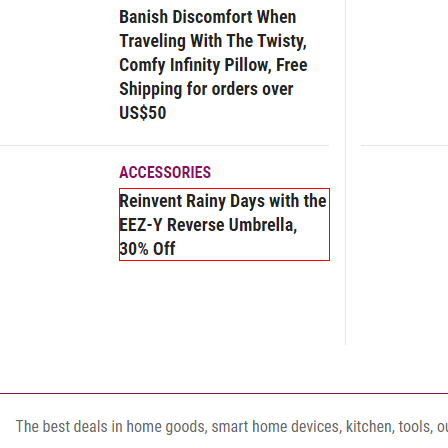 Banish Discomfort When
Traveling With The Twisty,
Comfy Infinity Pillow, Free
Shipping for orders over
US$50
ACCESSORIES
Reinvent Rainy Days with the
EEZ-Y Reverse Umbrella,
30% Off
The best deals in home goods, smart home devices, kitchen, tools,